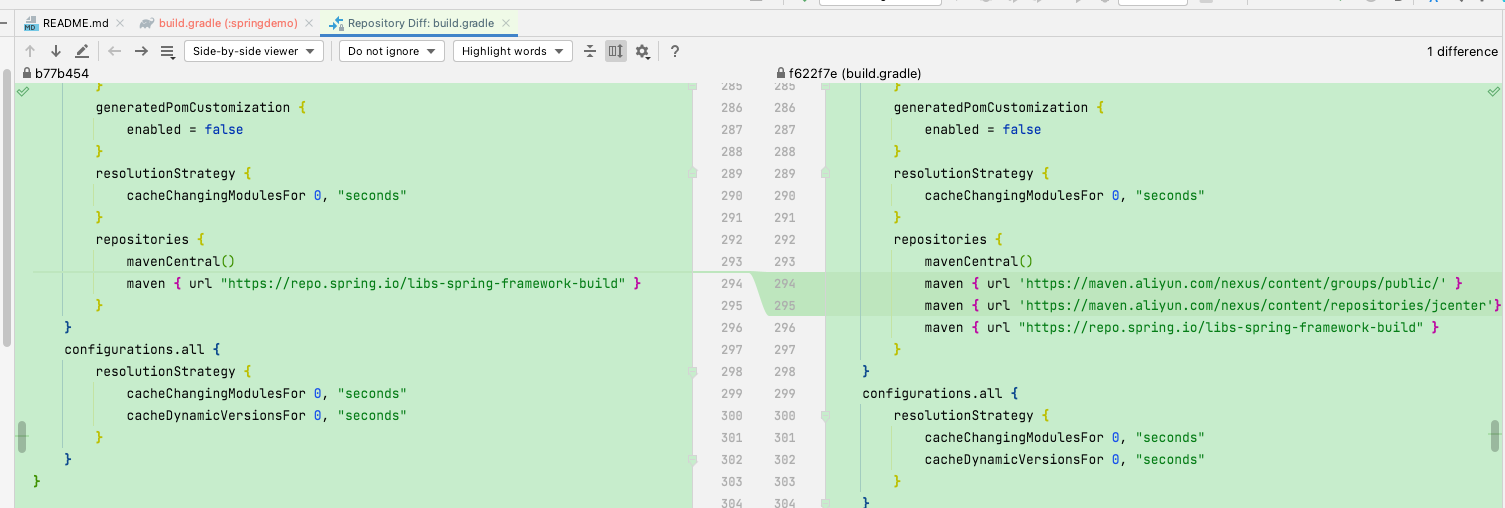 README.md
build.gradle (:springdemo)
Repository Diff: build.gradle
Side-by-side viewer
Do not ignore
Highlight words
?
1 difference
b77b454
f622f7e (build.gradle)
}
285
285
}
generatedPomCustomization {
286
286
generatedPomCustomization {
enabled = false
287
287
enabled = false
}
288
288
}
resolutionStrategy {
289
289
resolutionStrategy {
cacheChangingModulesFor 0, "seconds"
290
290
cacheChangingModulesFor 0, "seconds"
}
291
291
}
repositories {
292
292
repositories {
mavenCentral()
293
293
mavenCentral()
maven { url "https://repo.spring.io/libs-spring-framework-build" }
294
294
maven { url 'https://maven.aliyun.com/nexus/content/groups/public/' }
}
295
295
maven { url 'https://maven.aliyun.com/nexus/content/repositories/jcenter'}
}
296
296
maven { url "https://repo.spring.io/libs-spring-framework-build" }
configurations.all {
297
297
}
resolutionStrategy {
298
298
}
cacheChangingModulesFor 0, "seconds"
299
299
configurations.all {
cacheDynamicVersionsFor 0, "seconds"
300
300
resolutionStrategy {
}
301
301
cacheChangingModulesFor 0, "seconds"
}
302
302
cacheDynamicVersionsFor 0, "seconds"
}
303
303
}
304
304
}